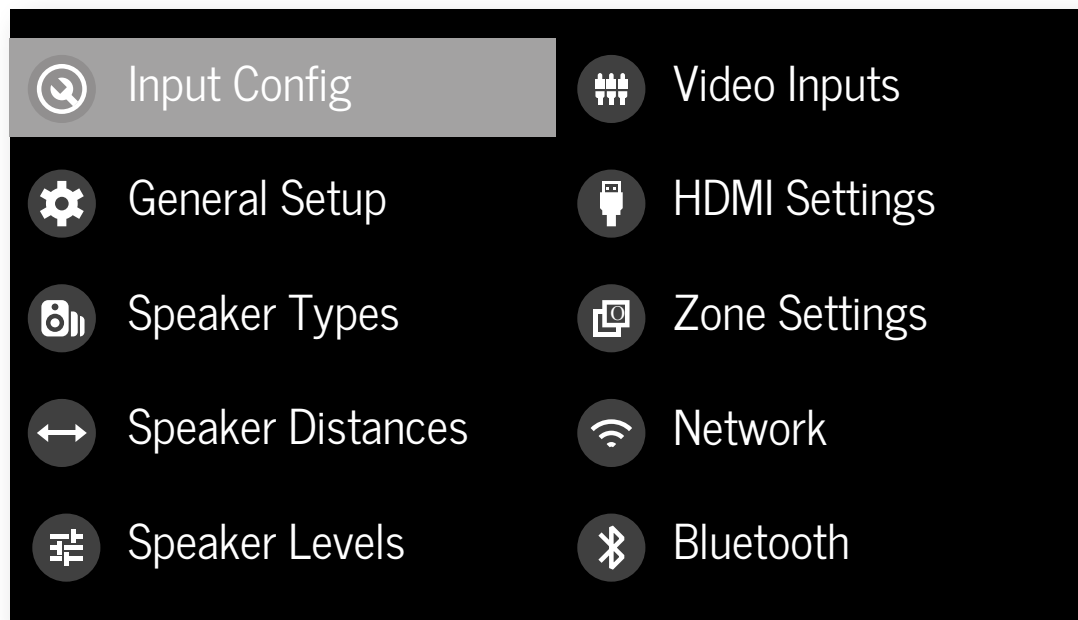 Input Config
General Setup
Speaker Types
Speaker Distances
Speaker Levels
Video Inputs
HDMI Settings
Zone Settings
Network
Bluetooth